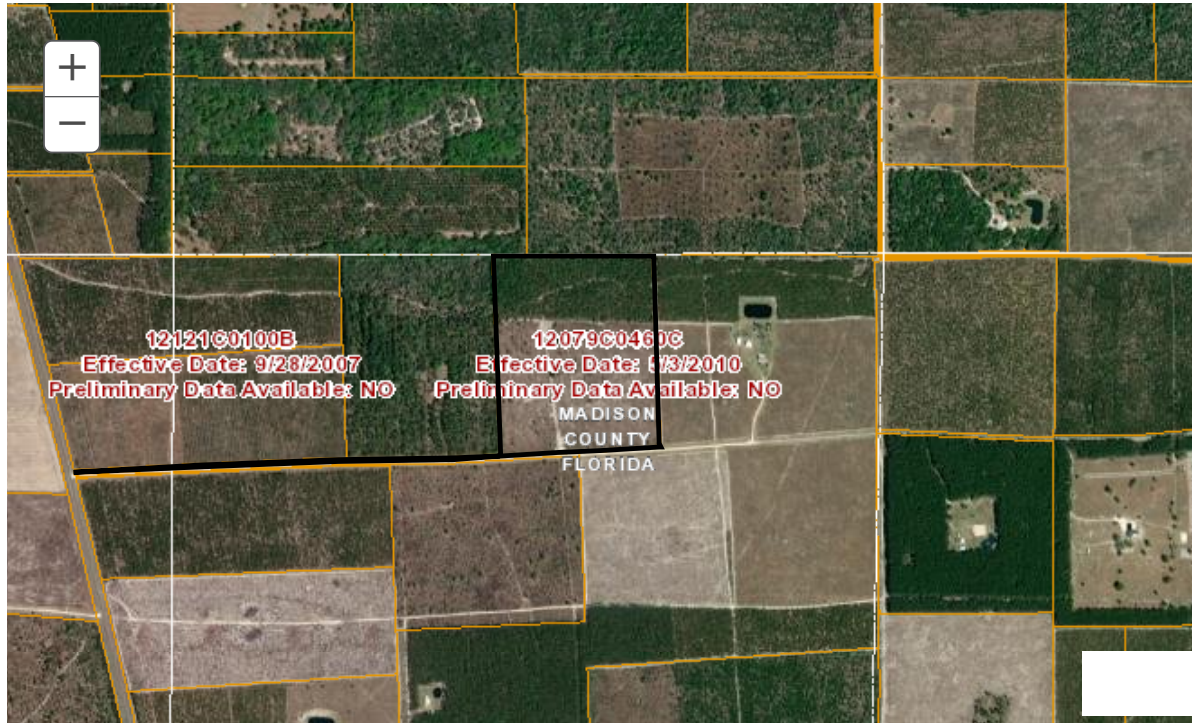 +
−
12121C0100B
Effective Date: 9/28/2007
Preliminary Data Available: NO
12079C0460C
Effective Date: 5/3/2010
Preliminary Data Available: NO
MADISON
COUNTY
FLORIDA